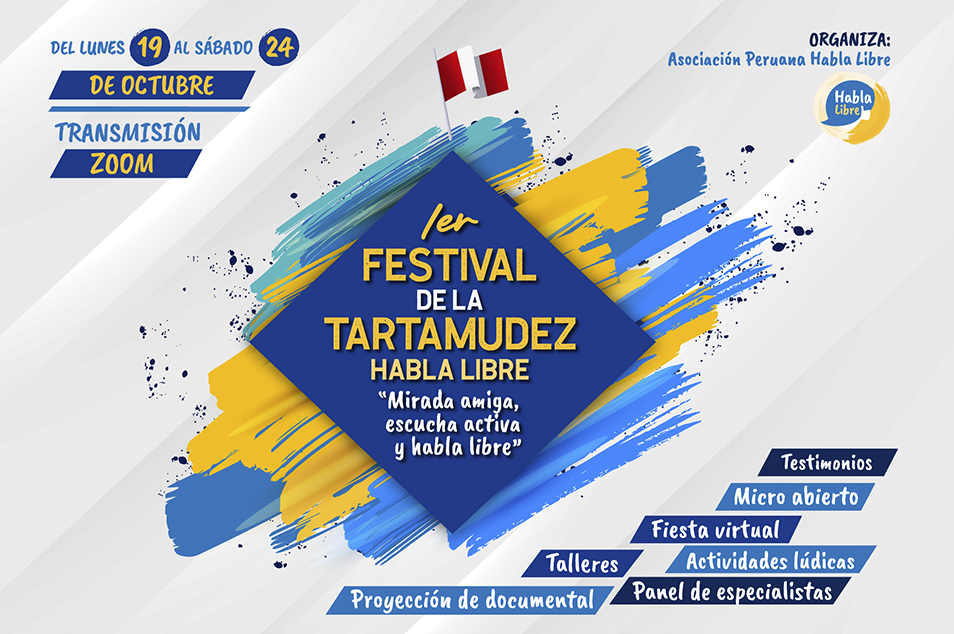 DEL LUNES 19 AL SÁBADO 24
DE OCTUBRE
TRANSMISIÓN
ZOOM
ORGANIZA:
Asociación Peruana Habla Libre
Habla
Libre
1er
FESTIVAL
DE LA
TARTAMUDEZ
HABLA LIBRE
“Mirada amiga,
escucha activa
y habla libre”
Testimonios
Micro abierto
Fiesta virtual
Talleres
Actividades lúdicas
Proyección de documental
Panel de especialistas